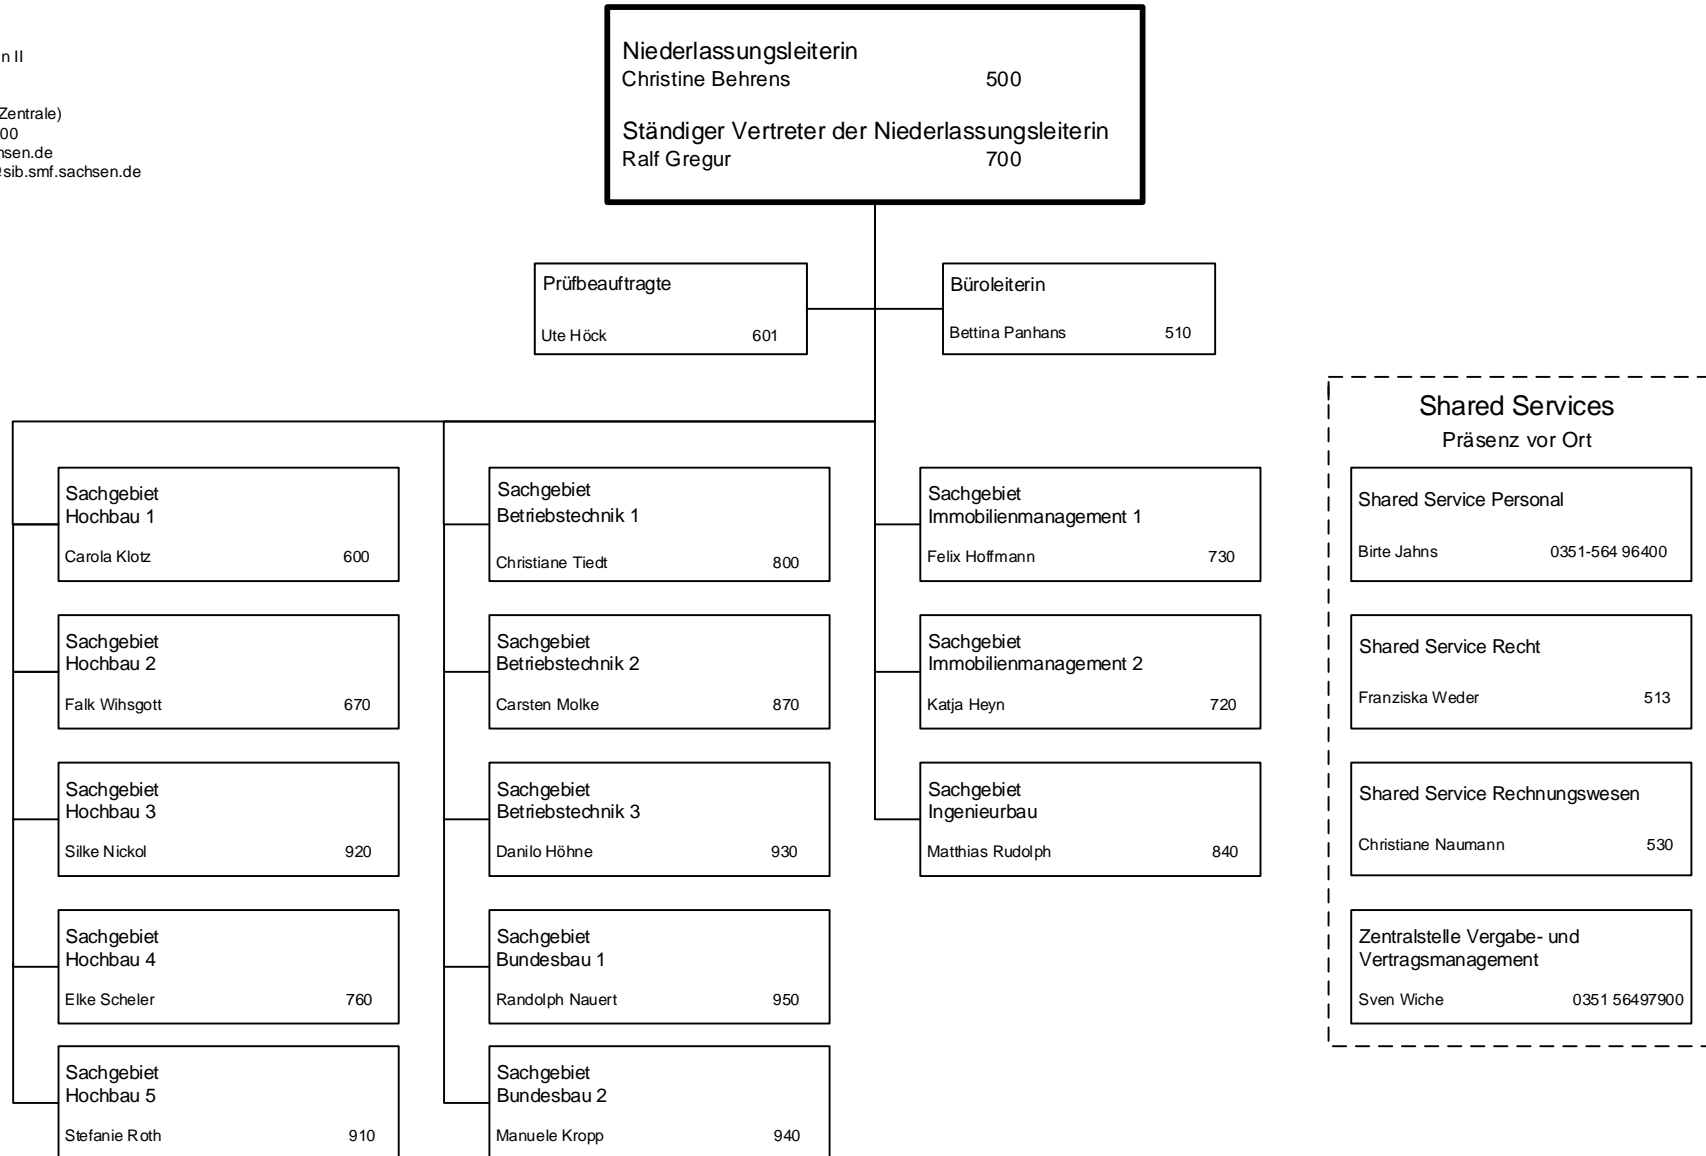 n II
Zentrale)
00
sen.de
sib.smf.sachsen.de
Niederlassungsleiterin
Christine Behrens 500
Ständiger Vertreter der Niederlassungsleiterin
Ralf Gregur 700
Prüfbeauftragte
Ute Höck 601
Büroleiterin
Bettina Panhans 510
Sachgebiet
Hochbau 1
Carola Klotz 600
Sachgebiet
Hochbau 2
Falk Wihsgott 670
Sachgebiet
Hochbau 3
Silke Nickol 920
Sachgebiet
Hochbau 4
Elke Scheler 760
Sachgebiet
Hochbau 5
Stefanie Roth 910
Sachgebiet
Betriebstechnik 1
Christiane Tiedt 800
Sachgebiet
Betriebstechnik 2
Carsten Molke 870
Sachgebiet
Betriebstechnik 3
Danilo Höhne 930
Sachgebiet
Bundesbau 1
Randolph Nauert 950
Sachgebiet
Bundesbau 2
Manuele Kropp 940
Sachgebiet
Immobilienmanagement 1
Felix Hoffmann 730
Sachgebiet
Immobilienmanagement 2
Katja Heyn 720
Sachgebiet
Ingenieurbau
Matthias Rudolph 840
Shared Services
Präsenz vor Ort
Shared Service Personal
Birte Jahns 0351-564 96400
Shared Service Recht
Franziska Weder 513
Shared Service Rechnungswesen
Christiane Naumann 530
Zentralstelle Vergabe- und
Vertragsmanagement
Sven Wiche 0351 56497900